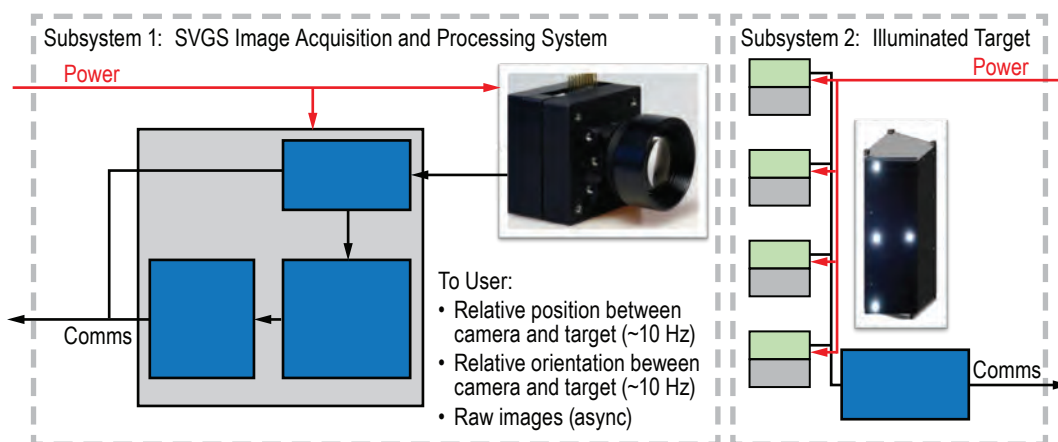 Subsystem 1: SVGS Image Acquisition and Processing System
Power
Comms
To User:
• Relative position between
camera and target (~10 Hz)
• Relative orientation beween
camera and target (~10 Hz)
• Raw images (async)
Subsystem 2: Illuminated Target
Power
Comms